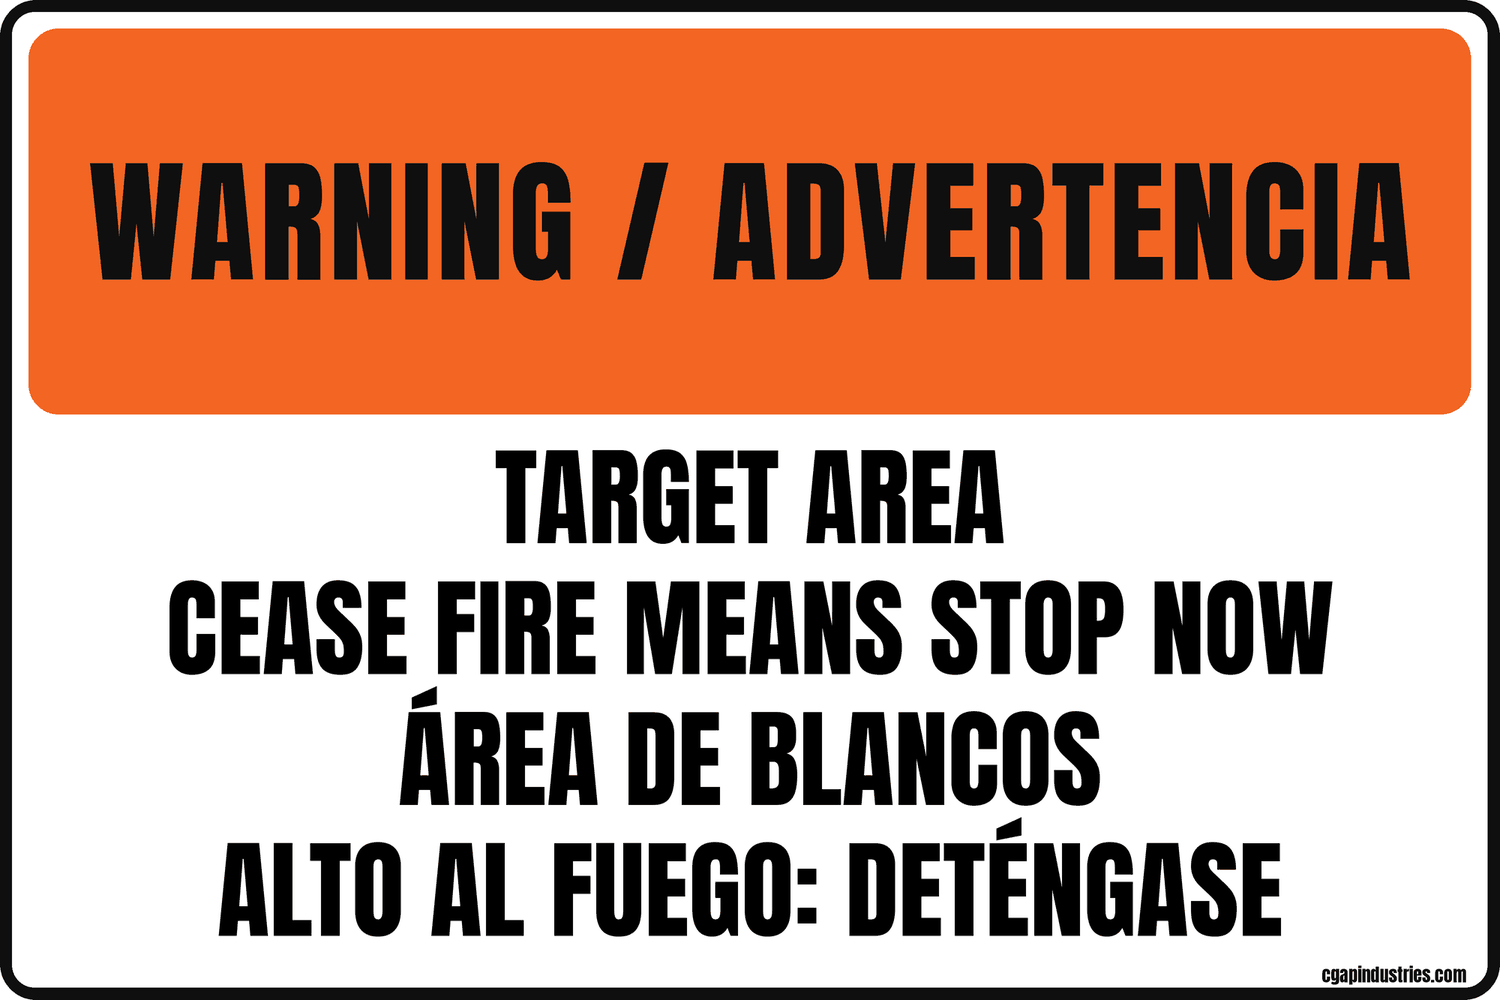 WARNING / ADVERTENCIA
TARGET AREA
CEASE FIRE MEANS STOP NOW
ÁREA DE BLANCOS
ALTO AL FUEGO: DETÉNGASE
cgapindustries.com